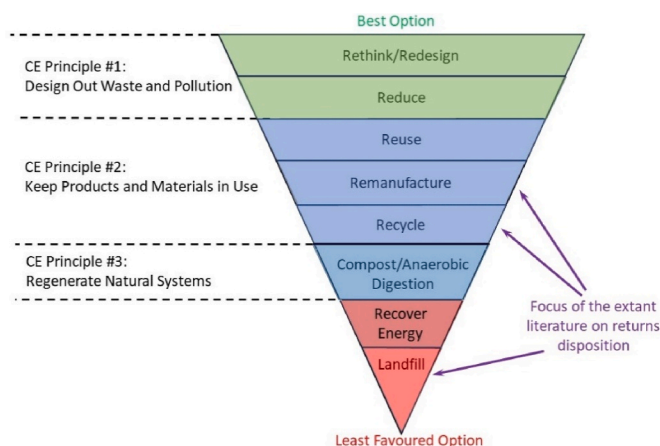 Best Option
CE Principle #1:
Design Out Waste and Pollution
Rethink/Redesign
Reduce
CE Principle #2:
Keep Products and Materials in Use
Reuse
Remanufacture
Recycle
CE Principle #3:
Regenerate Natural Systems
Compost/Anaerobic
Digestion
Recover
Energy
Landfill
Focus of the extant
literature on returns
disposition
Least Favoured Option